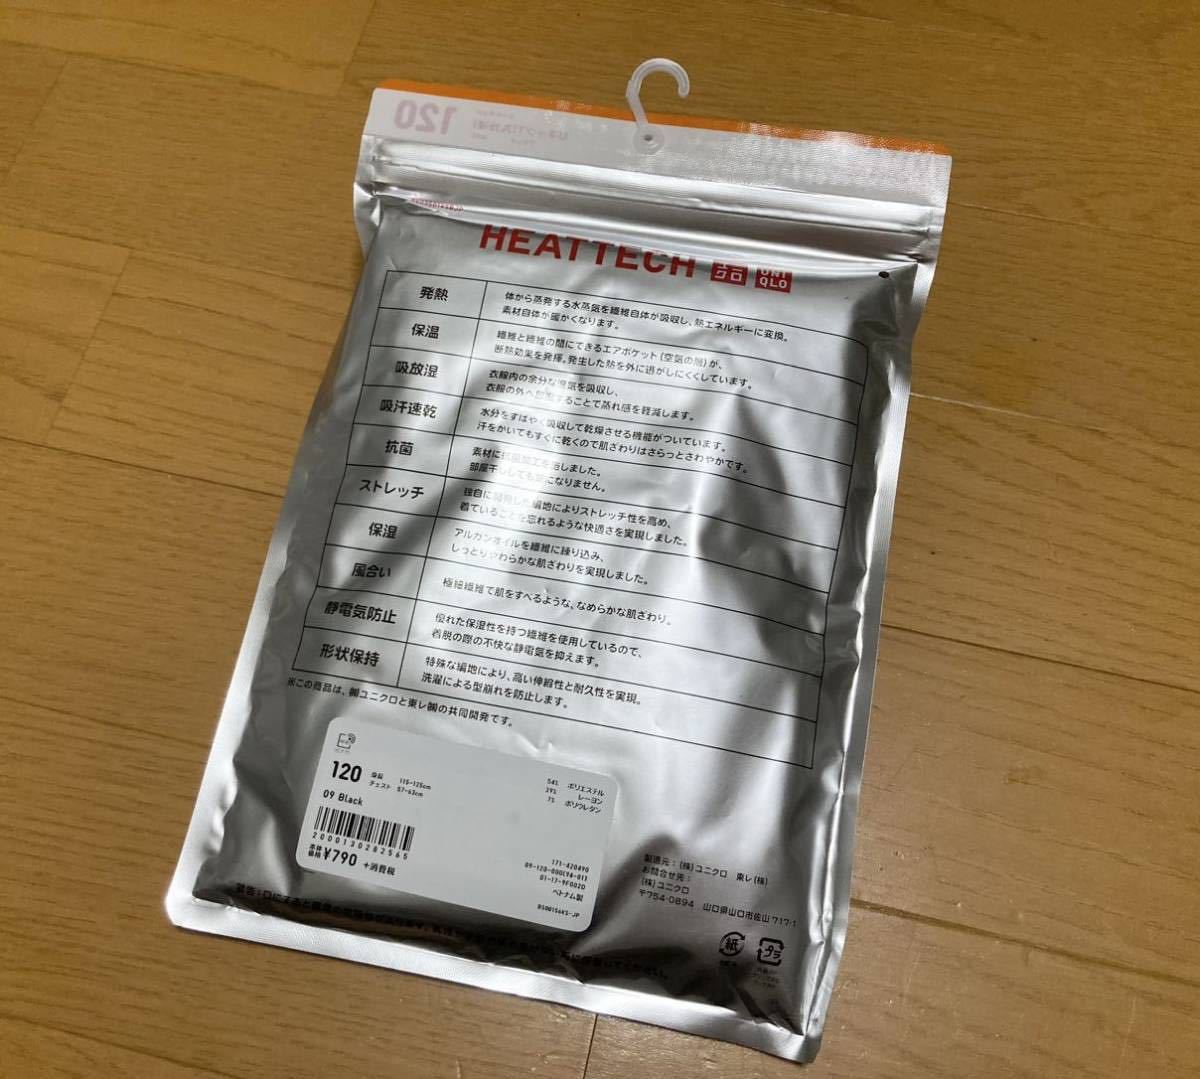 120
HEATTECH ユニクロ UNIQLO
発熱 体から蒸発する水蒸気を繊維自体が吸収し、熱エネルギーに変換。
素材自体が暖かくなります。
保温 繊維と繊維の間にできるエアポケット(空気の層)が、
断熱効果を発揮。発生した熱を外に逃がしにくくしています。
吸放湿 衣服内の余分な湿気を吸収し、
衣服の外へ放出することで蒸れ感を軽減します。
吸汗速乾 水分をすばやく吸収して乾燥させる機能がついています。
汗をかいてもすぐに乾くので肌ざわりはさらっとさわやかです。
抗菌 素材に抗菌加工を施しました。
部屋干ししても気になりません。
ストレッチ 独自に開発した編地によりストレッチ性を高め、
着ていることを忘れるような快適さを実現しました。
保湿 アルガンオイルを繊維に練り込み、
しっとりやわらかな肌ざわりを実現しました。
風合い 極細繊維で肌をすべるような、なめらかな肌ざわり。
静電気防止 優れた保湿性を持つ繊維を使用しているので、
着脱の際の不快な静電気を抑えます。
形状保持 特殊な編地により、高い伸縮性と耐久性を実現。
洗濯による型崩れを防止します。
※この商品は、㈱ユニクロと東レ㈱の共同開発です。
120 身長 115-125cm
チェスト 57-63cm
54% ポリエステル
39% レーヨン
7% ポリウレタン
09 Black
2000130282565
本体価格 ¥790 +消費税
171-420490
01-17-9F002D
ベトナム製
製造元:(株)ユニクロ 東レ(株)
お問合せ先:
(株)ユニクロ
〒754-0894 山口県山口市佐山717-1
紙 プラ